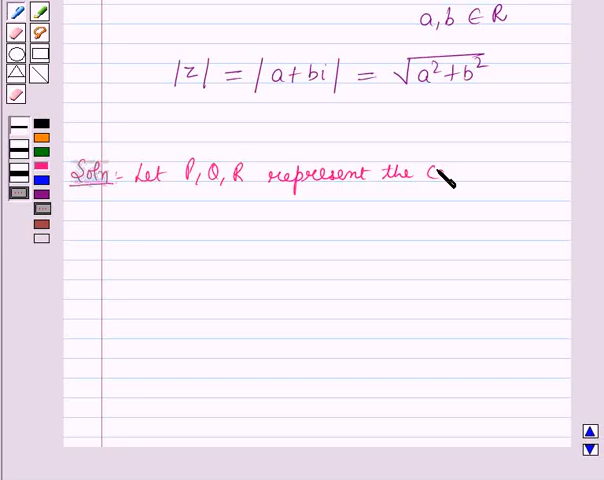 a, b ∈ R
|z| = |a+bi| = √(a²+b²)
Soln:- Let P, Q, R represent the c